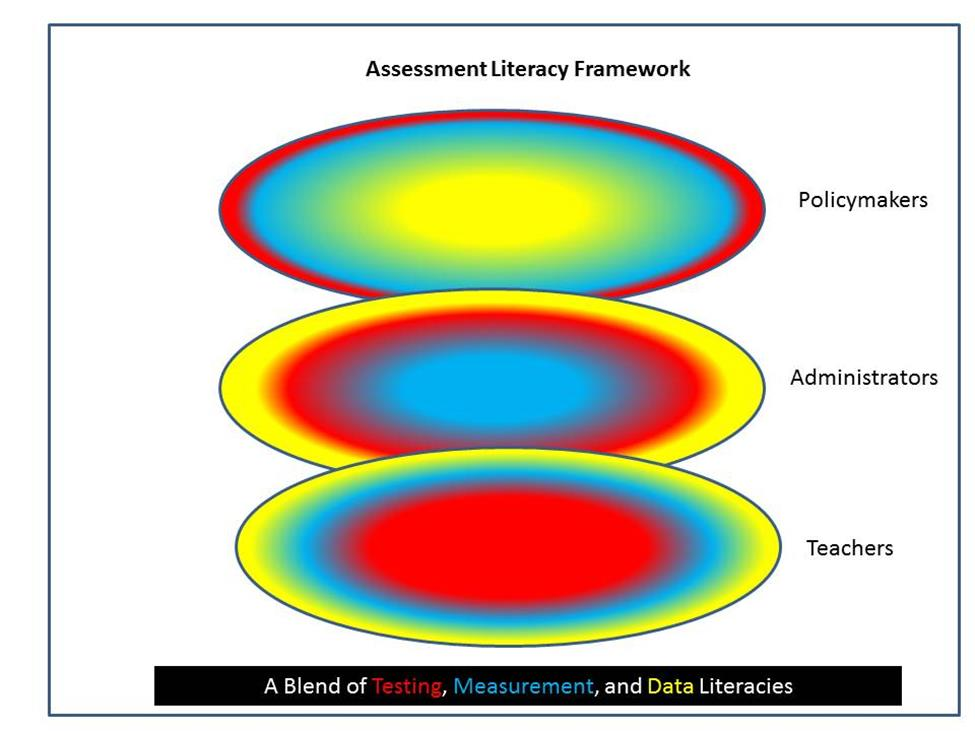 Assessment Literacy Framework
Policymakers
Administrators
Teachers
A Blend of Testing, Measurement, and Data Literacies